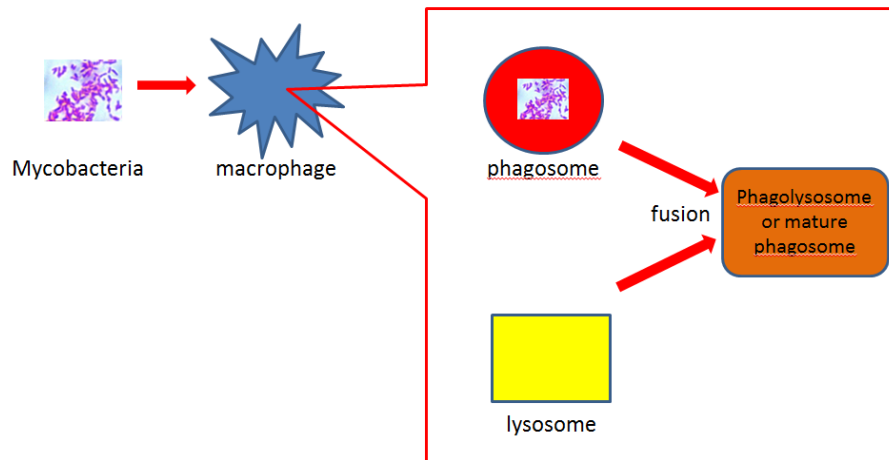 Mycobacteria
macrophage
phagosome
fusion
Phagolysosome
or mature
phagosome
lysosome